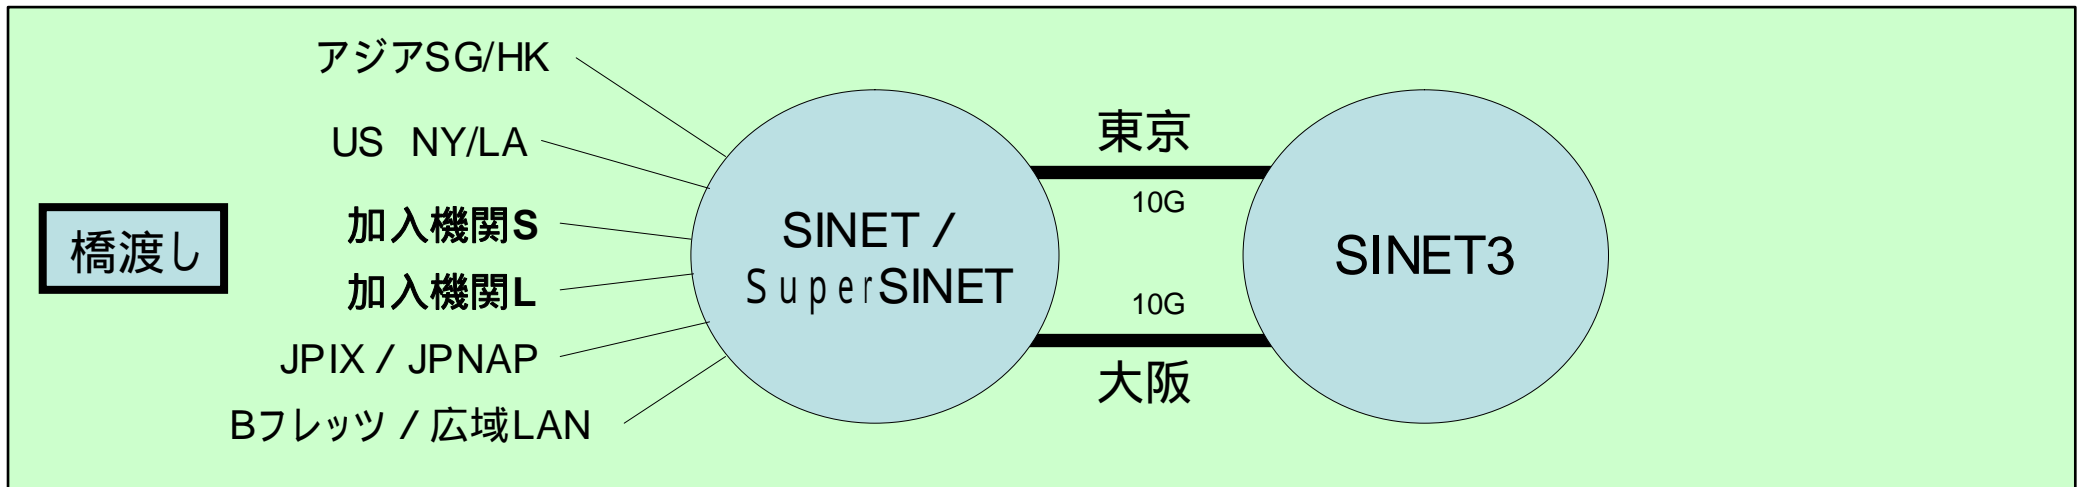 アジアSG/HK
US NY/LA
加入機関S
加入機関L
JPIX / JPNAP
Bフレッツ / 広域LAN
橋渡し
SINET /
SuperSINET
東京
10G
10G
大阪
SINET3